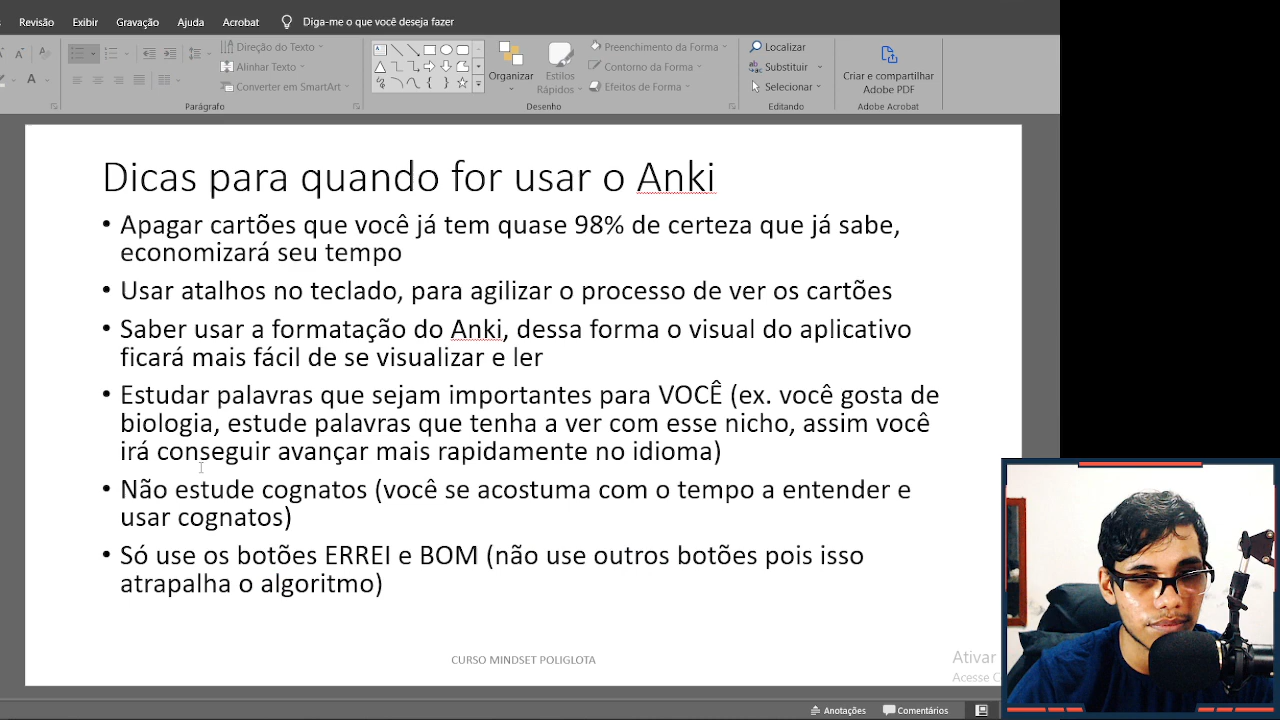 Revisão Exibir Gravação Ajuda Acrobat Diga-me o que você deseja fazer
Direção do Texto
Alinhar Texto
Converter em SmartArt
Organizar
Estilos
Rápidos
Preenchimento da Forma
Contorno da Forma
Efeitos de Forma
Localizar
Substituir
Selecionar
Criar e compartilhar
Adobe PDF
Parágrafo Desenho Editando Adobe Acrobat
Dicas para quando for usar o Anki
• Apagar cartões que você já tem quase 98% de certeza que já sabe,
economizará seu tempo
• Usar atalhos no teclado, para agilizar o processo de ver os cartões
• Saber usar a formatação do Anki, dessa forma o visual do aplicativo
ficará mais fácil de se visualizar e ler
• Estudar palavras que sejam importantes para VOCÊ (ex. você gosta de
biologia, estude palavras que tenha a ver com esse nicho, assim você
irá conseguir avançar mais rapidamente no idioma)
• Não estude cognatos (você se acostuma com o tempo a entender e
usar cognatos)
• Só use os botões ERREI e BOM (não use outros botões pois isso
atrapalha o algoritmo)
CURSO MINDSET POLIGLOTA
Ativar
Acesse
Anotações Comentários